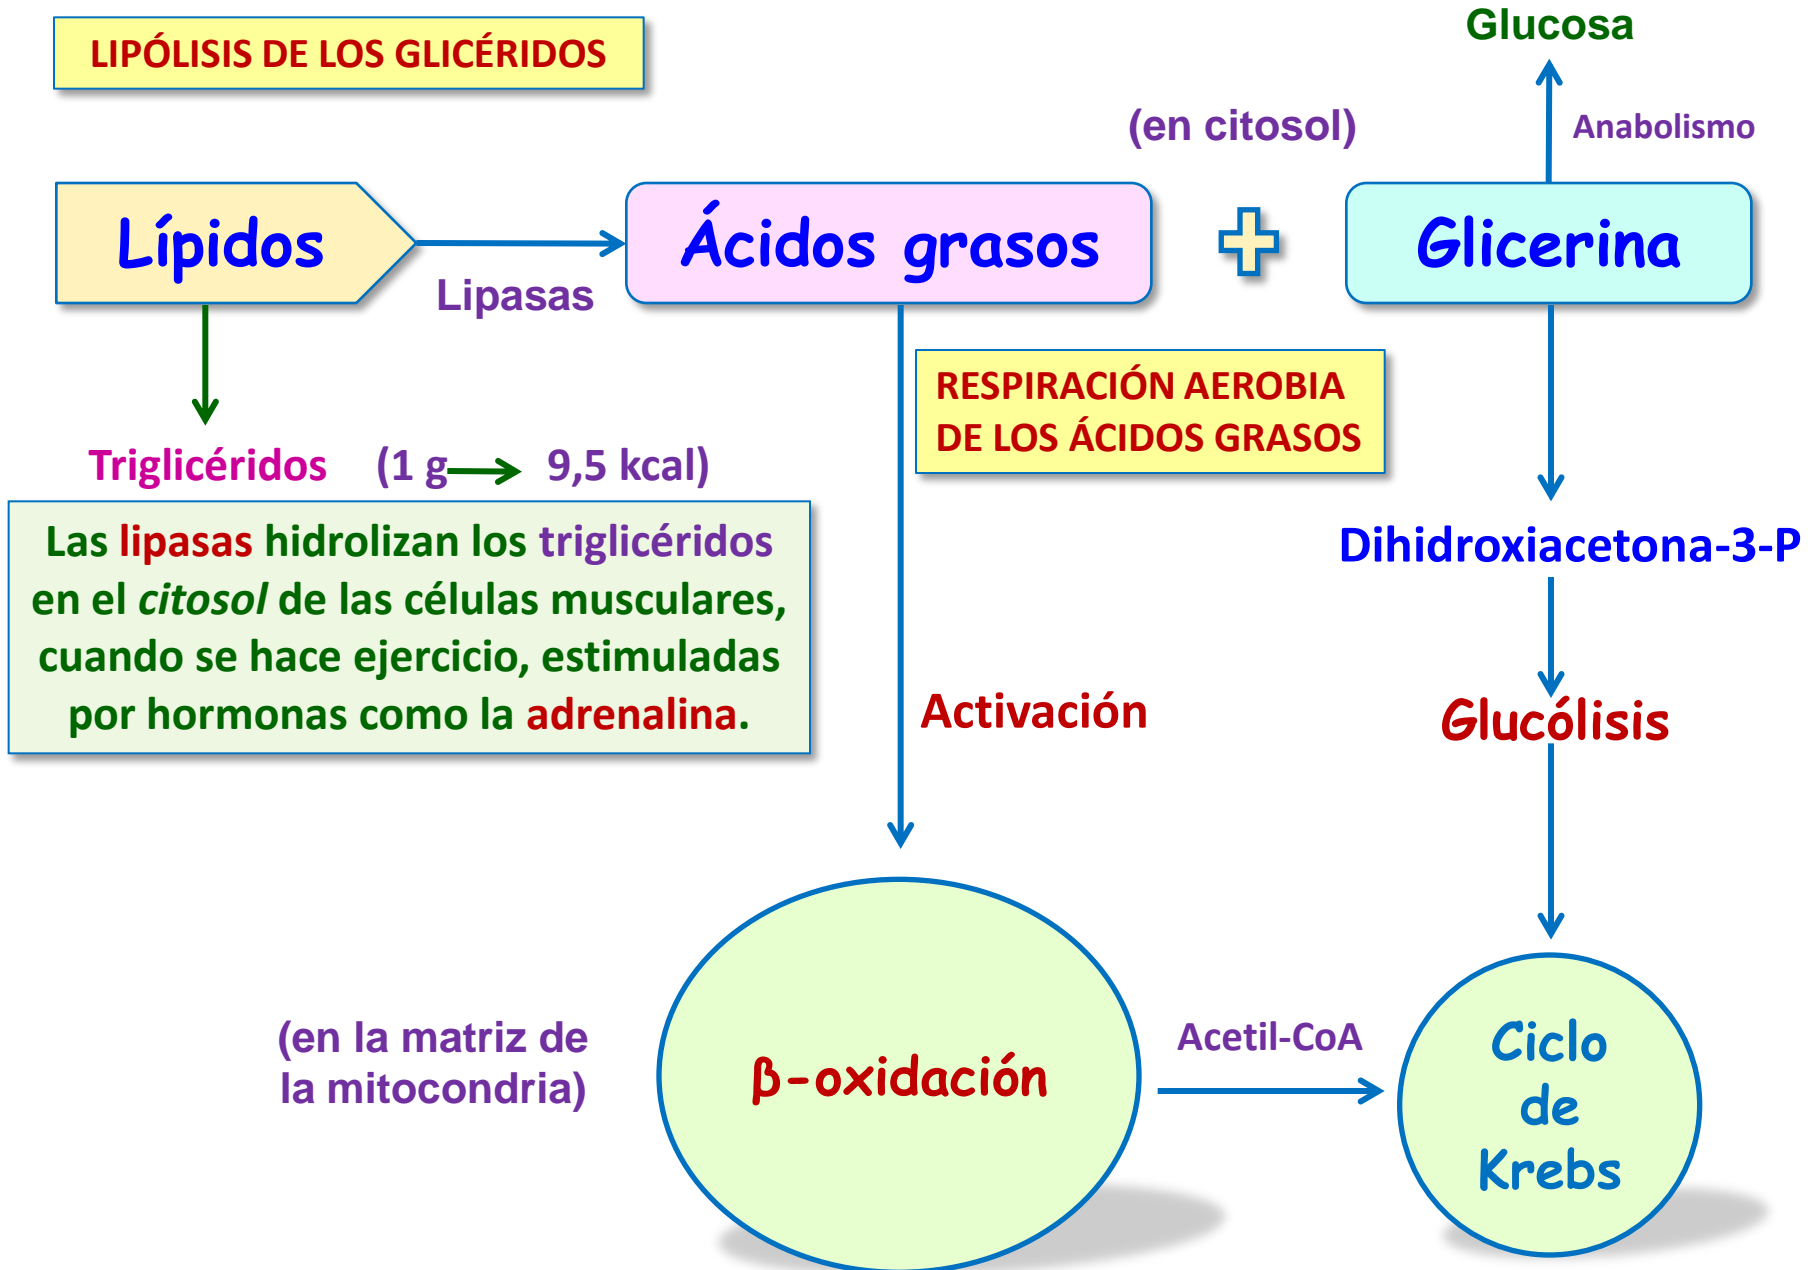 LIPÓLISIS DE LOS GLICÉRIDOS
Glucosa
Anabolismo
(en citosol)
Lípidos
Lipasas
Ácidos grasos
Glicerina
RESPIRACIÓN AEROBIA
DE LOS ÁCIDOS GRASOS
Triglicéridos (1 g 9,5 kcal)
Las lipasas hidrolizan los triglicéridos
en el citosol de las células musculares,
cuando se hace ejercicio, estimuladas
por hormonas como la adrenalina.
Dihidroxiacetona-3-P
Activación
Glucólisis
(en la matriz de
la mitocondria)
β-oxidación
Acetil-CoA
Ciclo
de
Krebs